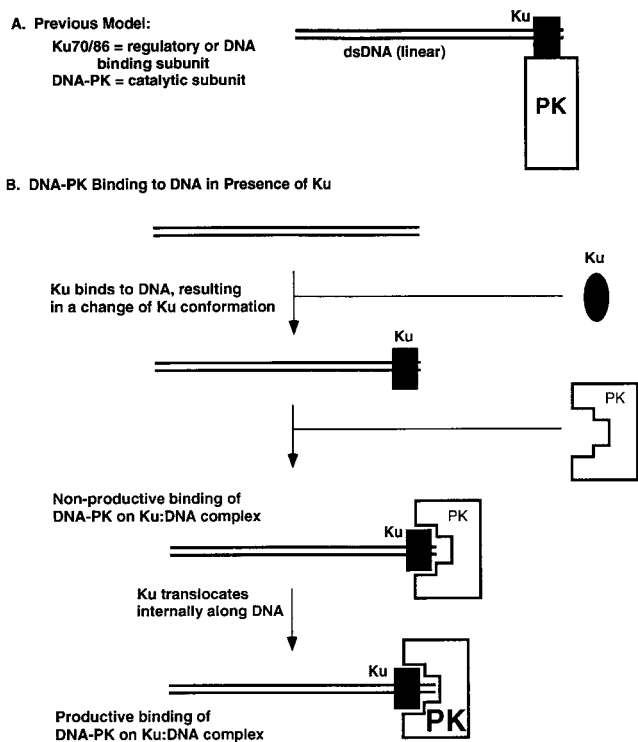 A. Previous Model:
Ku70/86 = regulatory or DNA
binding subunit
DNA-PK = catalytic subunit
Ku
dsDNA (linear)
PK
B. DNA-PK Binding to DNA in Presence of Ku
Ku binds to DNA, resulting
in a change of Ku conformation
Ku
Ku
PK
Non-productive binding of
DNA-PK on Ku:DNA complex
Ku
PK
Ku translocates
internally along DNA
Ku
PK
Productive binding of
DNA-PK on Ku:DNA complex